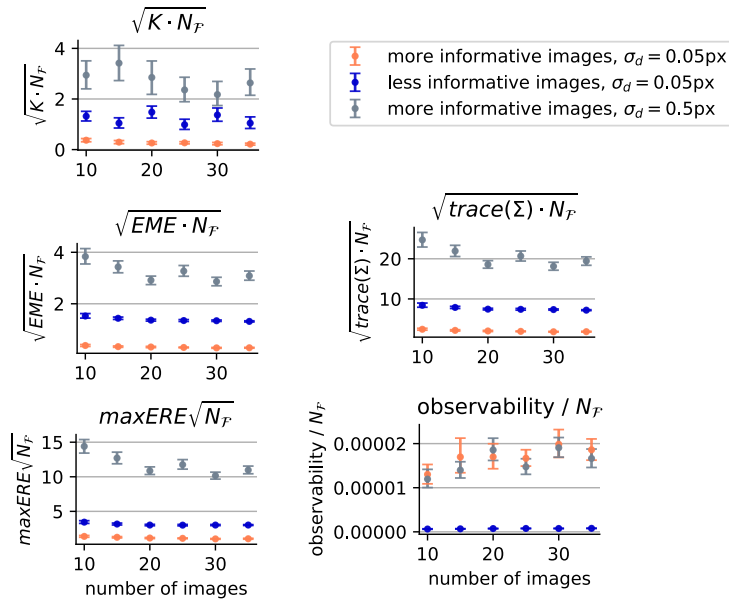 √K · N_F
√K · N_F
4
2
0
10
20
30
more informative images, σ_d = 0.05px
less informative images, σ_d = 0.05px
more informative images, σ_d = 0.5px
√EME · N_F
√EME · N_F
4
2
10
20
30
√trace(Σ) · N_F
√trace(Σ) · N_F
20
10
10
20
30
maxERE√N_F
maxERE√N_F
15
10
5
10
20
30
number of images
observability / N_F
observability / N_F
0.00002
0.00001
0.00000
10
20
30
number of images